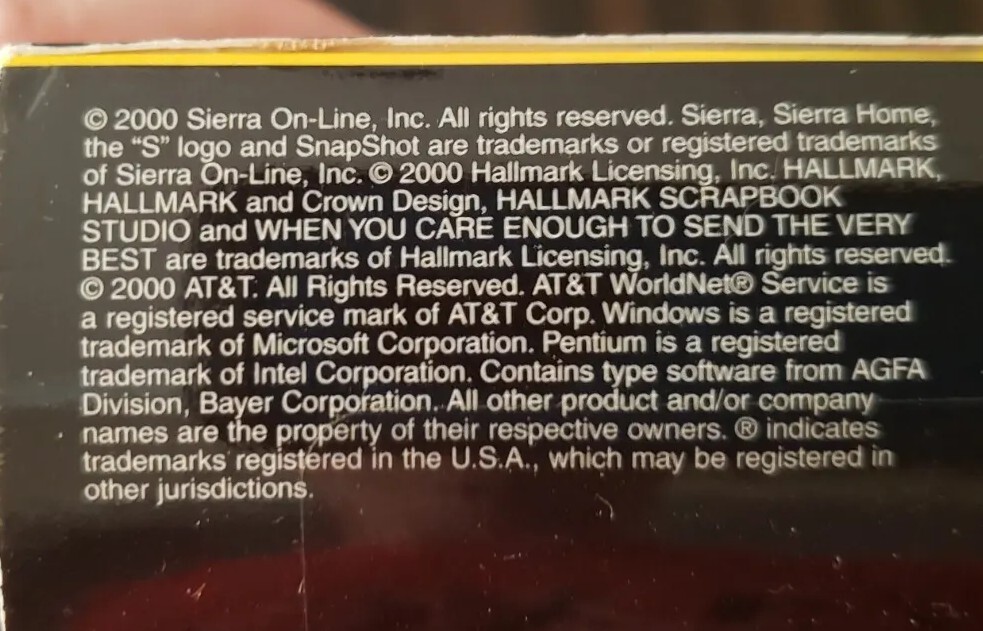 © 2000 Sierra On-Line, Inc. All rights reserved. Sierra, Sierra Home,
the “S” logo and SnapShot are trademarks or registered trademarks
of Sierra On-Line, Inc. © 2000 Hallmark Licensing, Inc. HALLMARK,
HALLMARK and Crown Design, HALLMARK SCRAPBOOK
STUDIO and WHEN YOU CARE ENOUGH TO SEND THE VERY
BEST are trademarks of Hallmark Licensing, Inc. All rights reserved.
© 2000 AT&T. All Rights Reserved. AT&T WorldNet® Service is
a registered service mark of AT&T Corp. Windows is a registered
trademark of Microsoft Corporation. Pentium is a registered
trademark of Intel Corporation. Contains type software from AGFA
Division, Bayer Corporation. All other product and/or company
names are the property of their respective owners. ® indicates
trademarks registered in the U.S.A., which may be registered in
other jurisdictions.